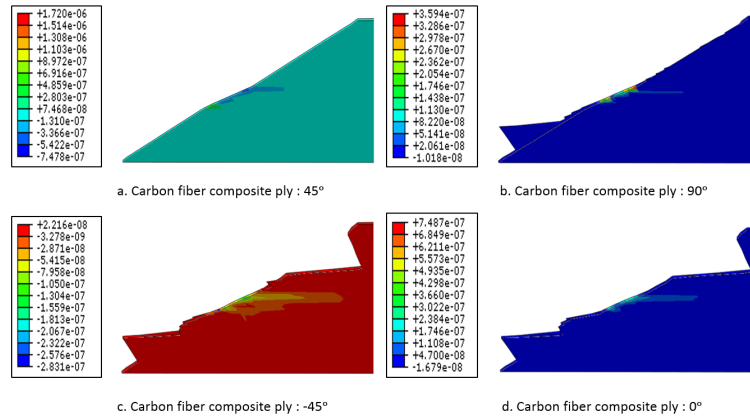 +1.720e-06
+1.514e-06
+1.308e-06
+1.103e-06
+8.972e-07
+6.916e-07
+4.859e-07
+2.803e-07
+7.468e-08
-1.310e-07
-3.366e-07
-5.422e-07
-7.478e-07
a. Carbon fiber composite ply : 45°
+3.594e-07
+3.286e-07
+2.978e-07
+2.670e-07
+2.362e-07
+2.054e-07
+1.746e-07
+1.438e-07
+1.130e-07
+8.220e-08
+5.141e-08
+2.061e-08
-1.018e-08
b. Carbon fiber composite ply : 90°
+2.216e-08
-3.278e-09
-2.871e-08
-5.415e-08
-7.958e-08
-1.050e-07
-1.304e-07
-1.559e-07
-1.813e-07
-2.067e-07
-2.322e-07
-2.576e-07
-2.831e-07
c. Carbon fiber composite ply : -45°
+7.487e-07
+6.849e-07
+6.211e-07
+5.573e-07
+4.935e-07
+4.298e-07
+3.660e-07
+3.022e-07
+2.384e-07
+1.746e-07
+1.108e-07
+4.700e-08
-1.679e-08
d. Carbon fiber composite ply : 0°